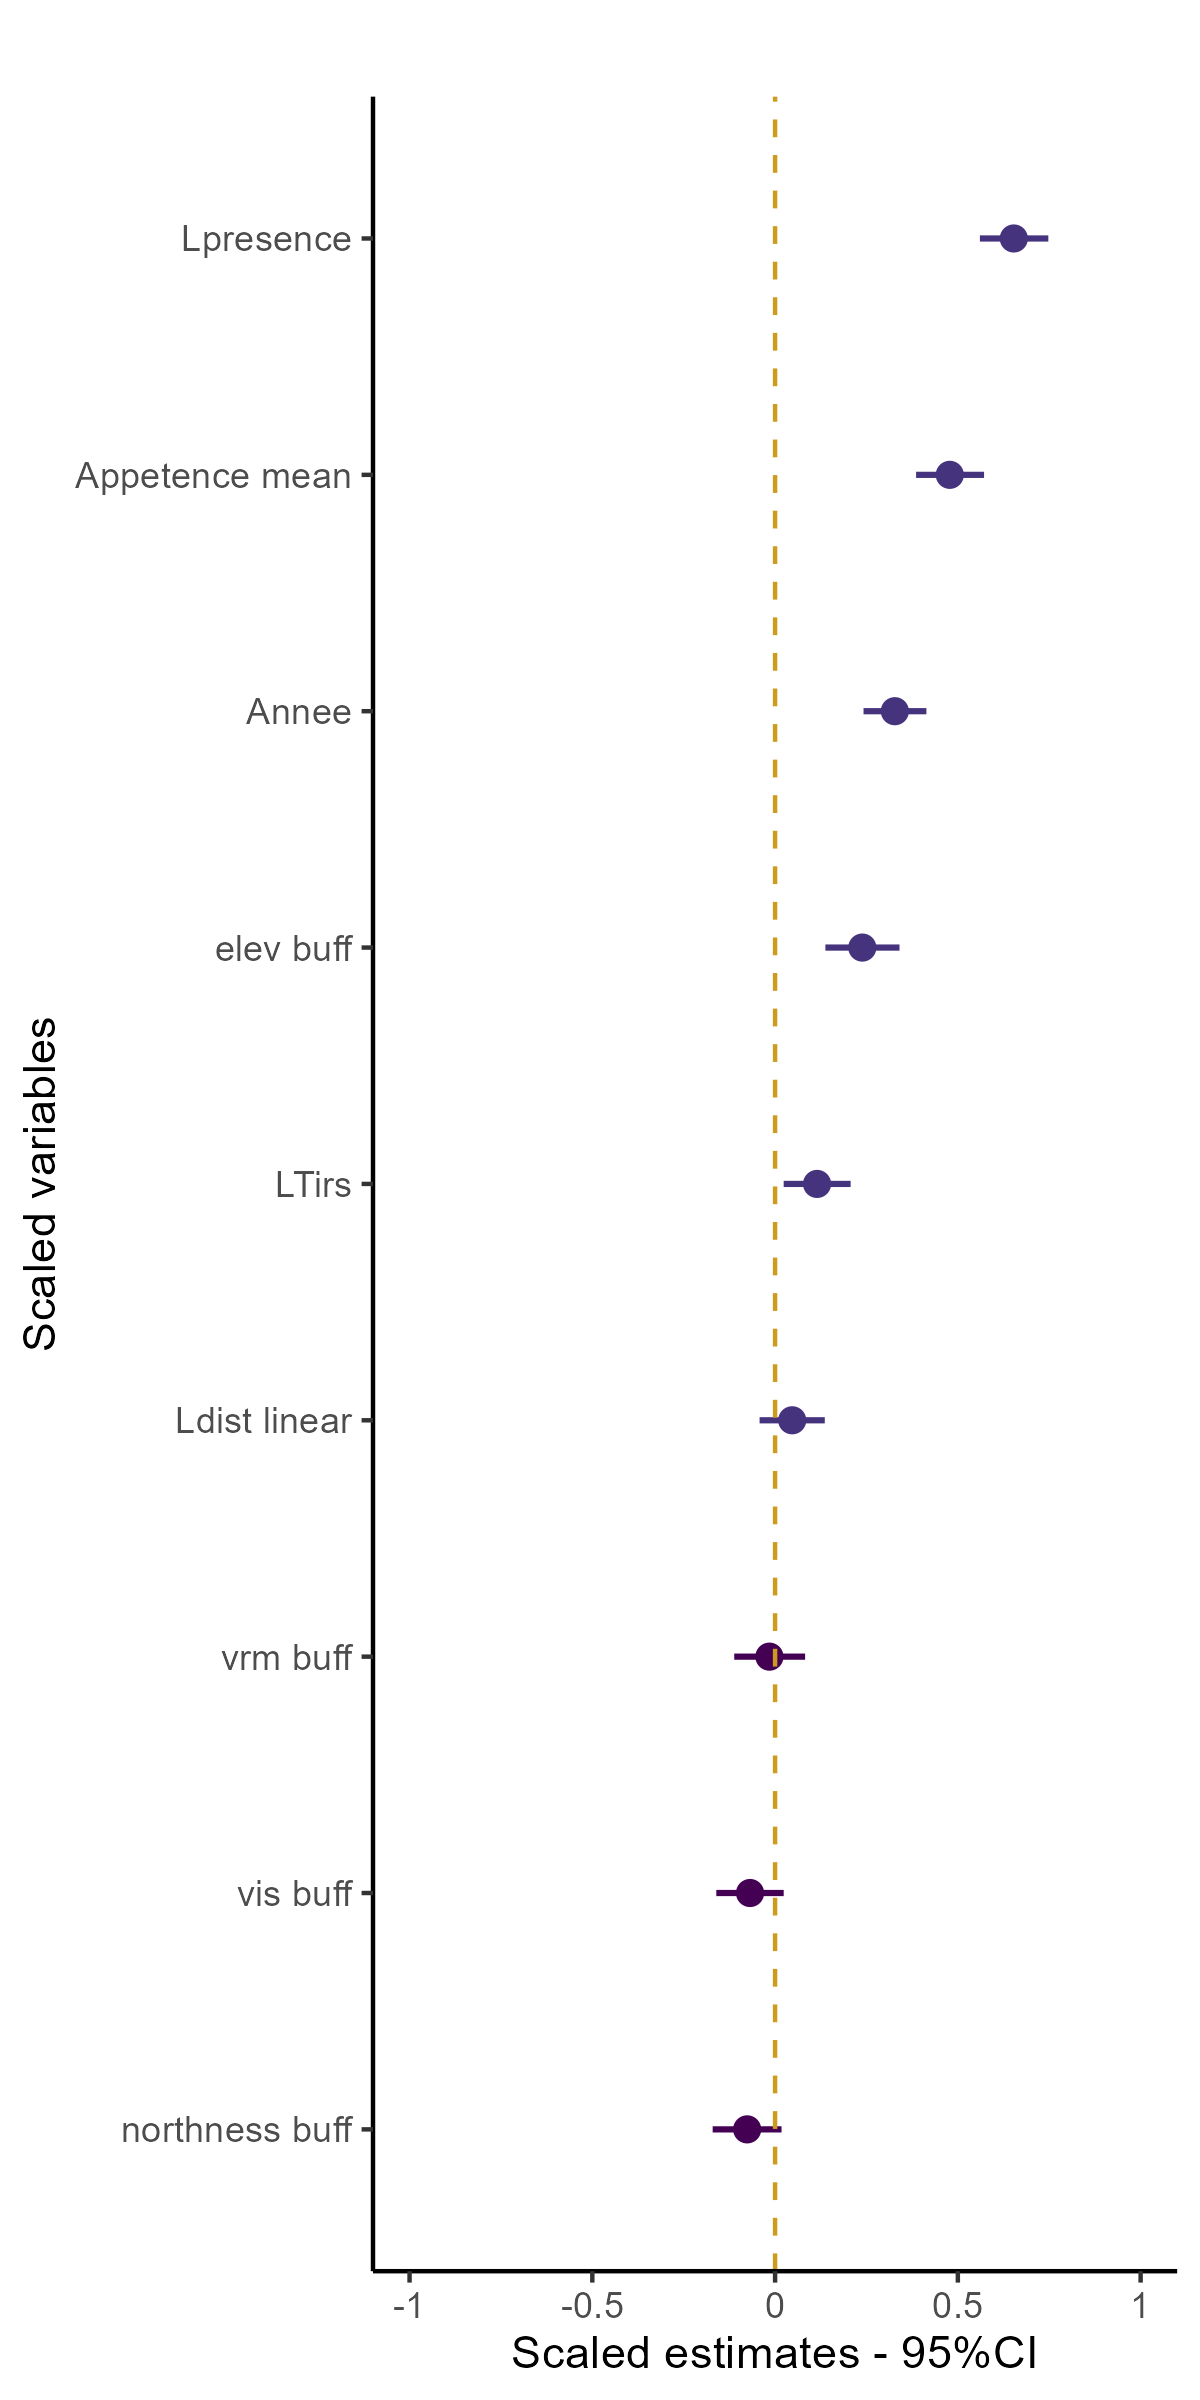 Lpresence
Appetence mean
Annee
elev buff
LTirs
Ldist linear
vrm buff
vis buff
northness buff
Scaled variables
-1 -0.5 0 0.5 1
Scaled estimates - 95%CI